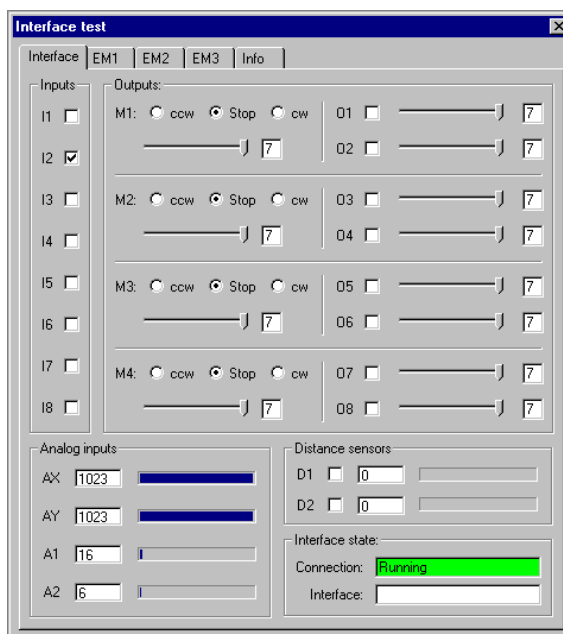 Interface test
Interface EM1 EM2 EM3 Info
Inputs
I1
I2
I3
I4
I5
I6
I7
I8
Outputs:
M1: ccw Stop cw
7
O1 7
O2 7
M2: ccw Stop cw
7
O3 7
O4 7
M3: ccw Stop cw
7
O5 7
O6 7
M4: ccw Stop cw
7
O7 7
O8 7
Analog inputs
AX 1023
AY 1023
A1 16
A2 6
Distance sensors
D1 0
D2 0
Interface state:
Connection: Running
Interface: